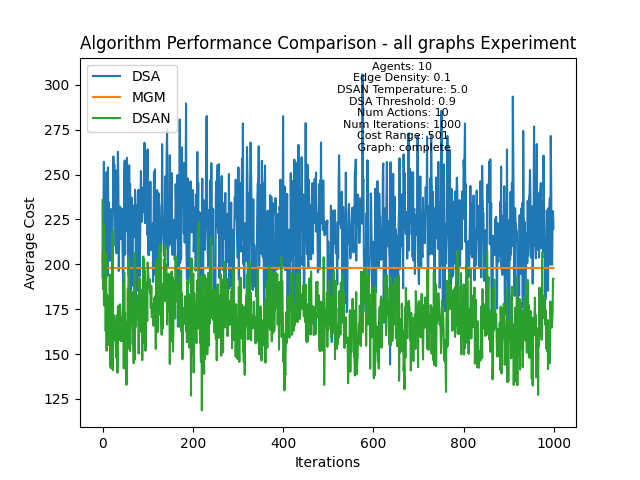 Algorithm Performance Comparison - all graphs Experiment
DSA
MGM
DSAN
Agents: 10
Edge Density: 0.1
DSAN Temperature: 5.0
DSA Threshold: 0.9
Num Actions: 10
Num Iterations: 1000
Cost Range: 501
Graph: complete
Average Cost
300
275
250
225
200
175
150
125
0
200
400
600
800
1000
Iterations